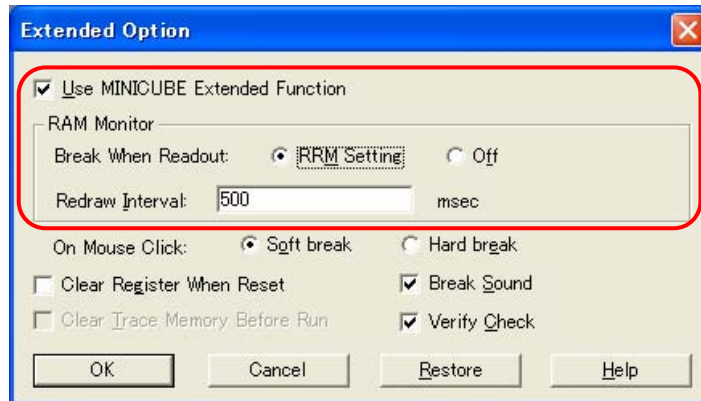 Extended Option
Use MINICUBE Extended Function
RAM Monitor
Break When Readout: RRM Setting Off
Redraw Interval: 500 msec
On Mouse Click: Soft break Hard break
Clear Register When Reset Break Sound
Clear Trace Memory Before Run Verify Check
OK Cancel Restore Help